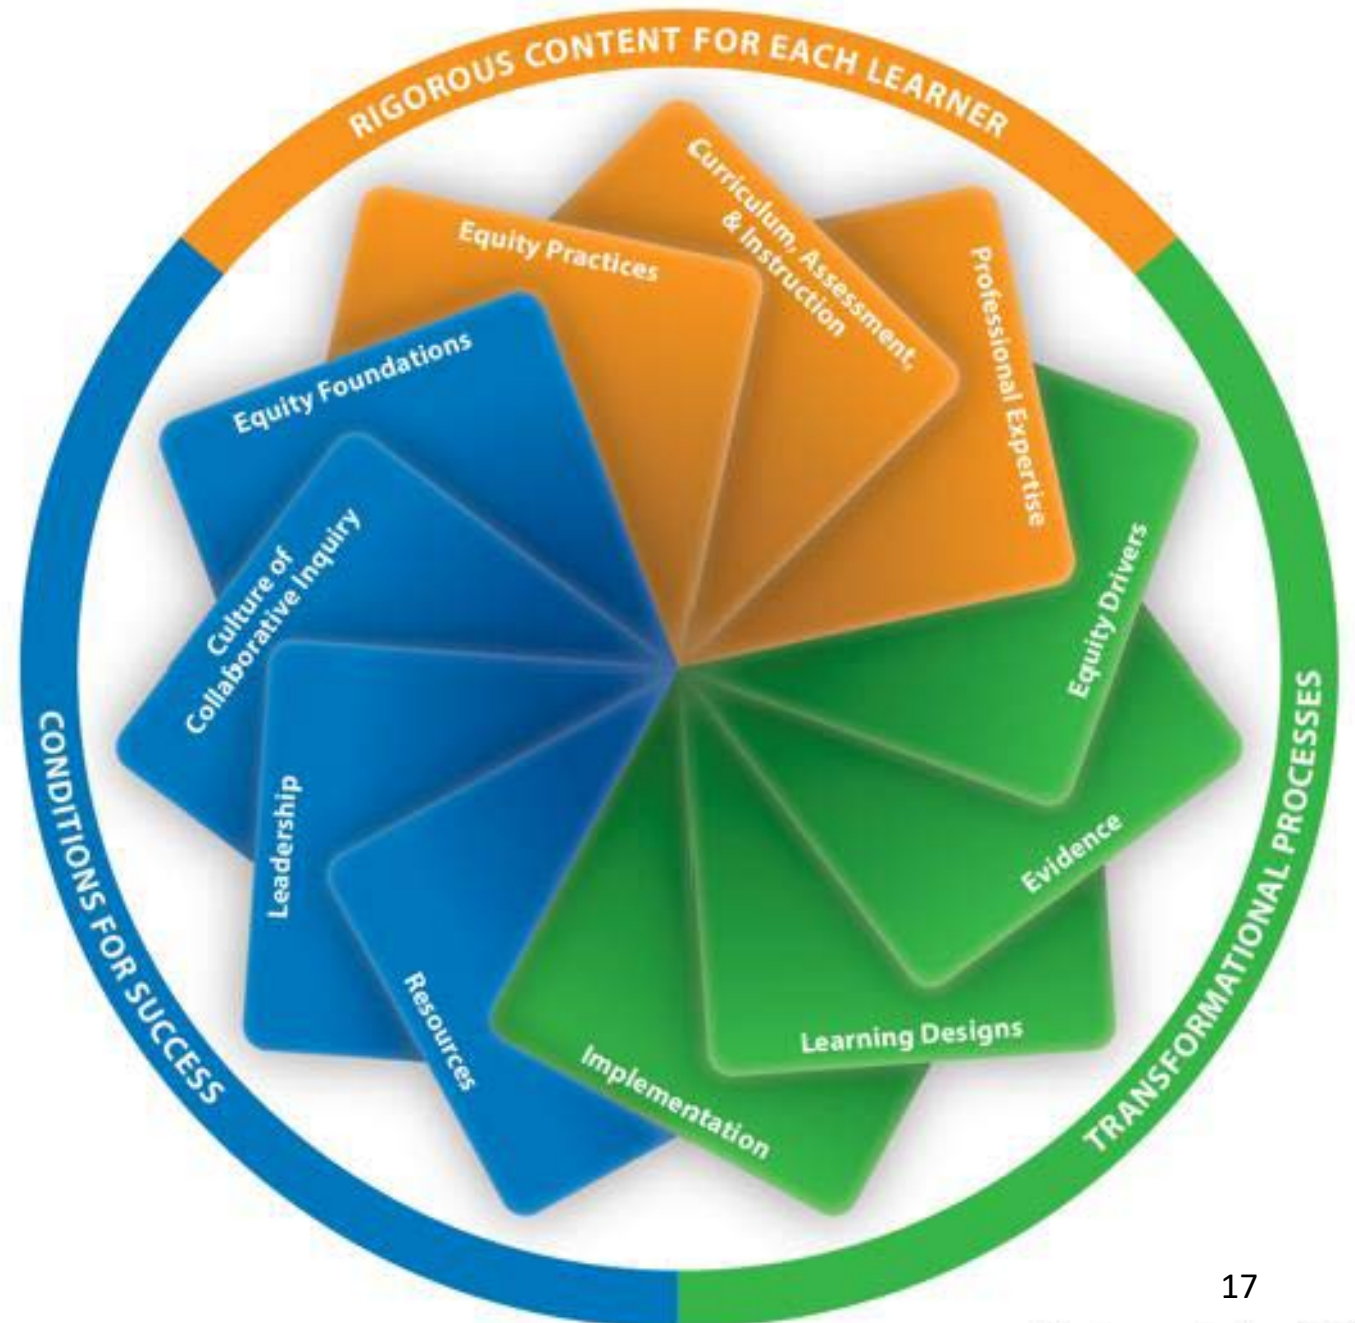 RIGOROUS CONTENT FOR EACH LEARNER
Curriculum, Assessment,
& Instruction
Equity Practices
Professional Expertise
Equity Foundations
Equity Drivers
Culture of
Collaborative Inquiry
Evidence
Leadership
Learning Designs
Resources
Implementation
CONDITIONS FOR SUCCESS
TRANSFORMATIONAL PROCESSES
17